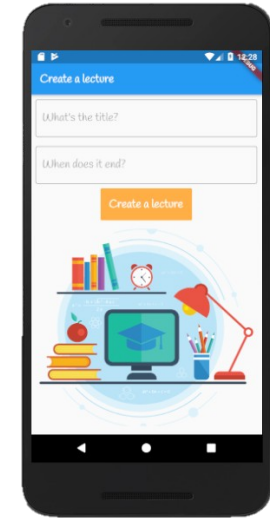 12:28
Create a lecture
What's the title?
When does it end?
Create a lecture